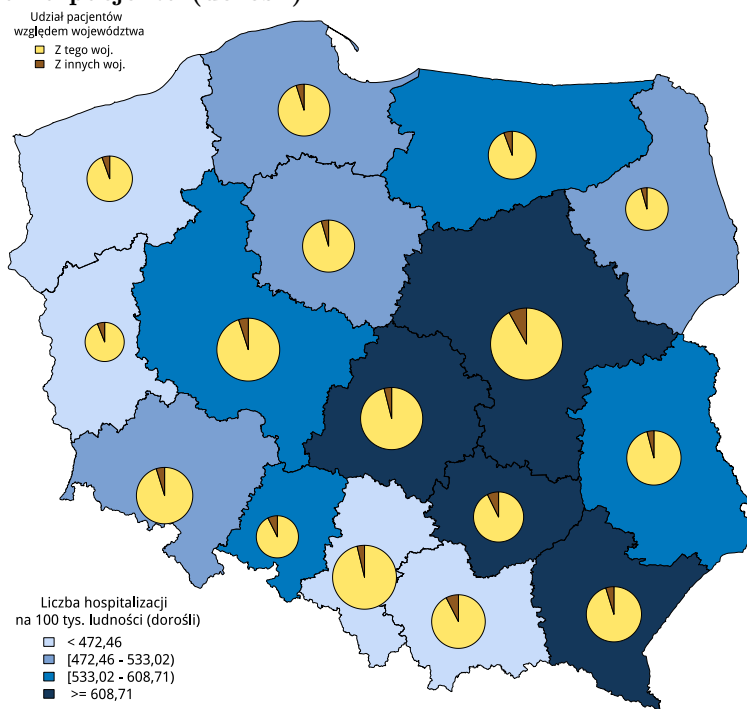 Udział pacjentów
względem województwa
Z tego woj.
Z innych woj.
Liczba hospitalizacji
na 100 tys. ludności (dorośli)
< 472,46
[472,46 - 533,02)
[533,02 - 608,71)
>= 608,71